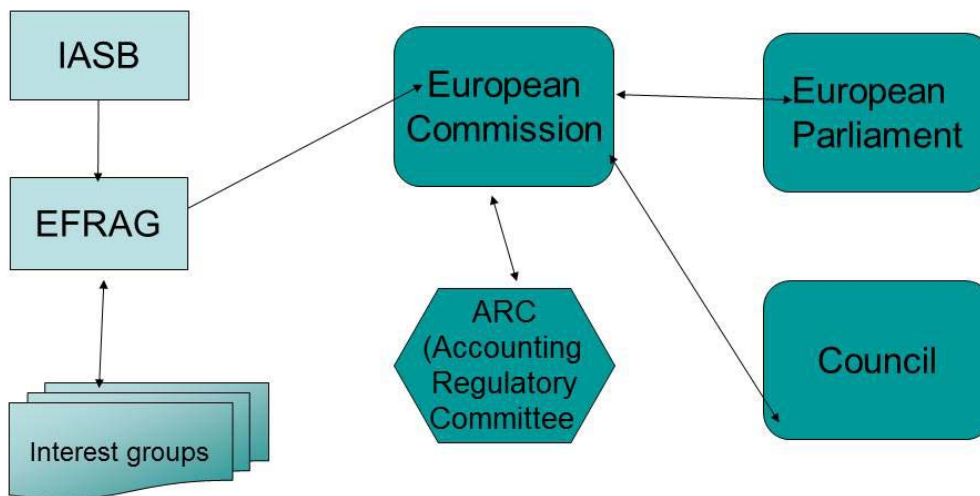 IASB
EFRAG
Interest groups
European
Commission
ARC
(Accounting
Regulatory
Committee
European
Parliament
Council